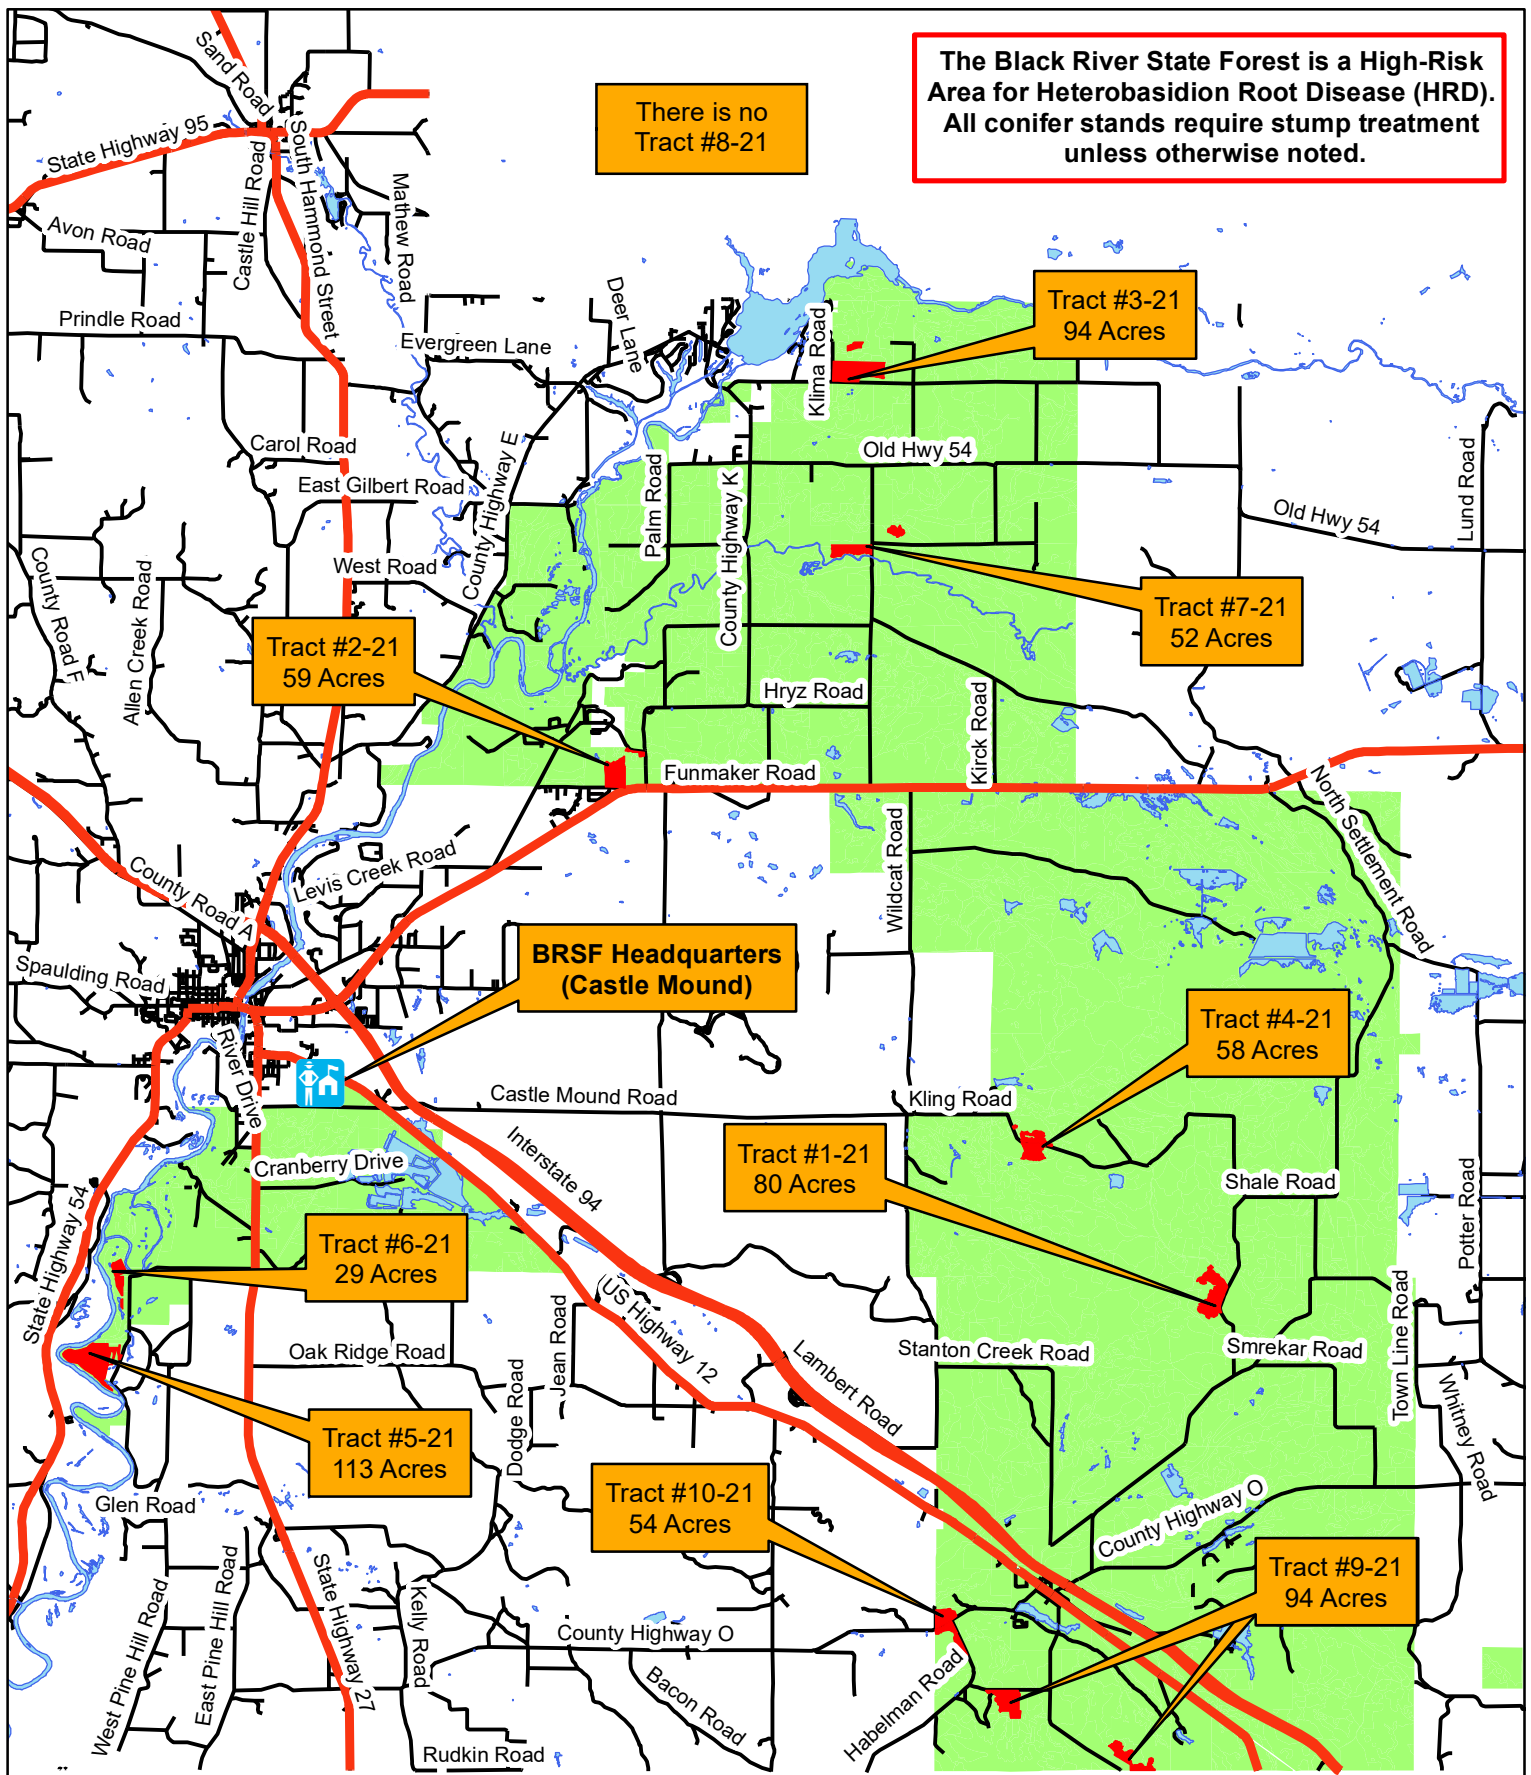 The Black River State Forest is a High-Risk
Area for Heterobasidion Root Disease (HRD).
All conifer stands require stump treatment
unless otherwise noted.
There is no
Tract #8-21
Sand Road
State Highway 95
Castle Hill Road
South Hammond Street
Mathew Road
Avon Road
Prindle Road
Evergreen Lane
Deer Lane
Klima Road
Tract #3-21
94 Acres
Carol Road
East Gilbert Road
County Highway E
Palm Road
County Highway K
Old Hwy 54
Lund Road
Old Hwy 54
County Road F
Allen Creek Road
West Road
Tract #7-21
52 Acres
Tract #2-21
59 Acres
Hryz Road
Kirck Road
Funmaker Road
North Settlement Road
Wildcat Road
Levis Creek Road
County Road A
Spaulding Road
BRSF Headquarters
(Castle Mound)
River Drive
Tract #4-21
58 Acres
Castle Mound Road
Kling Road
Cranberry Drive
Interstate 94
Tract #1-21
80 Acres
Shale Road
Potter Road
State Highway 54
Tract #6-21
29 Acres
US Highway 12
Town Line Road
Oak Ridge Road
Jean Road
Dodge Road
Lambert Road
Stanton Creek Road
Smrekar Road
Whitney Road
Tract #5-21
113 Acres
Glen Road
Tract #10-21
54 Acres
County Highway O
Tract #9-21
94 Acres
West Pine Hill Road
East Pine Hill Road
State Highway 27
Kelly Road
County Highway O
Bacon Road
Habelman Road
Rudkin Road